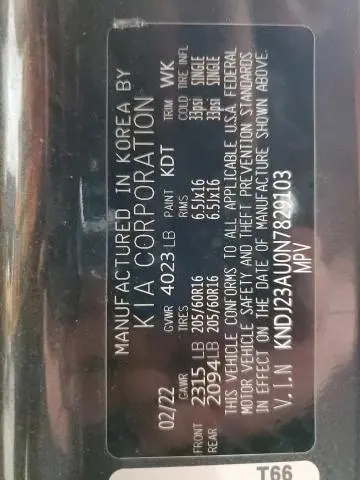 MANUFACTURED IN KOREA BY
KIA CORPORATION
02/22 GVWR 4023 LB PAINT KDT TRIM WK
GAWR TIRES RIMS COLD TIRE INFL
FRONT 2315 LB 205/60R16 6.5Jx16 33psi SINGLE
REAR 2094 LB 205/60R16 6.5Jx16 33psi SINGLE
THIS VEHICLE CONFORMS TO ALL APPLICABLE U.S.A. FEDERAL
MOTOR VEHICLE SAFETY AND THEFT PREVENTION STANDARDS
IN EFFECT ON THE DATE OF MANUFACTURE SHOWN ABOVE.
V.I.N KNDJ23AU0N7829103
MPV
T66